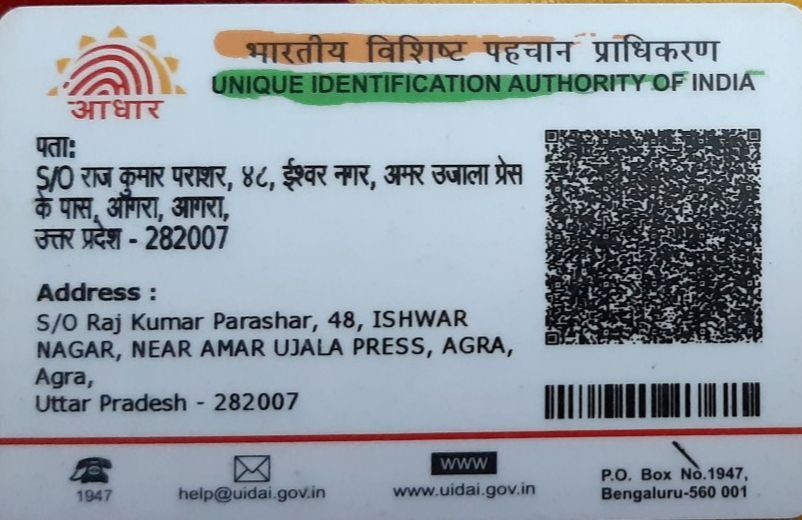 भारतीय विशिष्ट पहचान प्राधिकरण
UNIQUE IDENTIFICATION AUTHORITY OF INDIA
आधार
पता:
S/O राज कुमार पराशर, ४८, ईश्वर नगर, अमर उजाला प्रेस
के पास, आगरा, आगरा,
उत्तर प्रदेश - 282007
Address :
S/O Raj Kumar Parashar, 48, ISHWAR
NAGAR, NEAR AMAR UJALA PRESS, AGRA,
Agra,
Uttar Pradesh - 282007
1947
help@uidai.gov.in
WWW
www.uidai.gov.in
P.O. Box No.1947,
Bengaluru-560 001